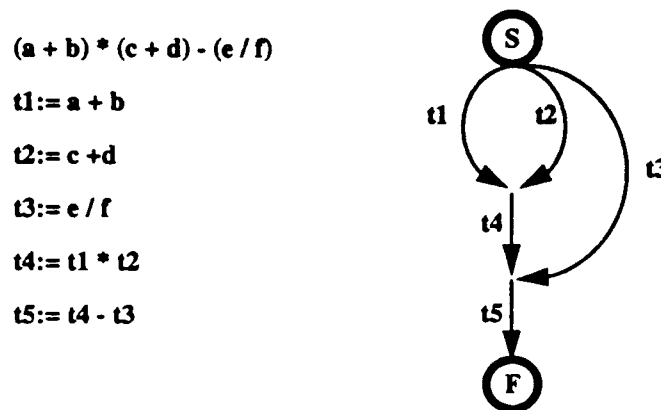 (a + b) * (c + d) - (e / f)
t1:= a + b
t2:= c +d
t3:= e / f
t4:= t1 * t2
t5:= t4 - t3
S
t1
t2
t3
t4
t5
F